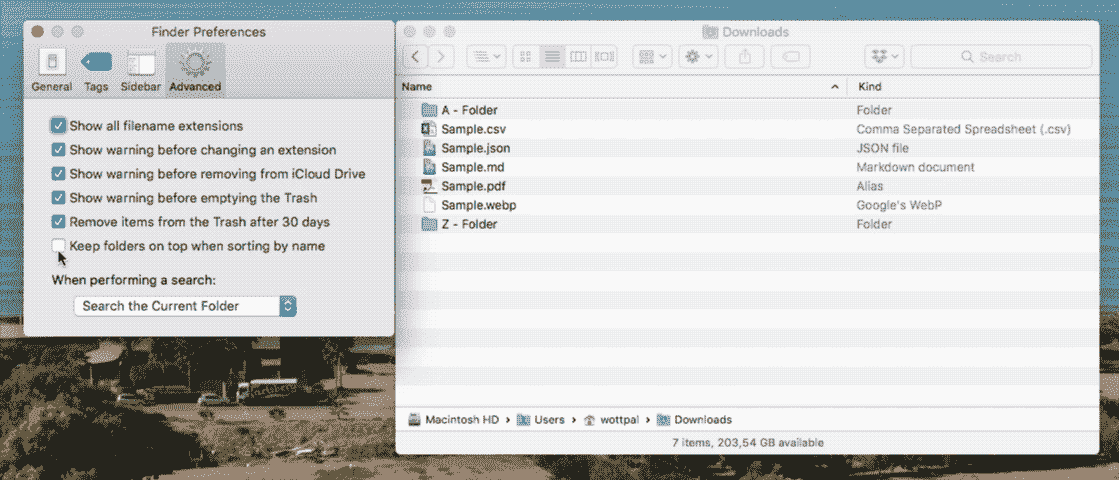 Finder Preferences
General Tags Sidebar Advanced
Show all filename extensions
Show warning before changing an extension
Show warning before removing from iCloud Drive
Show warning before emptying the Trash
Remove items from the Trash after 30 days
Keep folders on top when sorting by name
When performing a search:
Search the Current Folder
Downloads
Search
Name Kind
A - Folder Folder
Sample.csv Comma Separated Spreadsheet (.csv)
Sample.json JSON file
Sample.md Markdown document
Sample.pdf Alias
Sample.webp Google's WebP
Z - Folder Folder
Macintosh HD › Users › wottpal › Downloads
7 items, 203,54 GB available